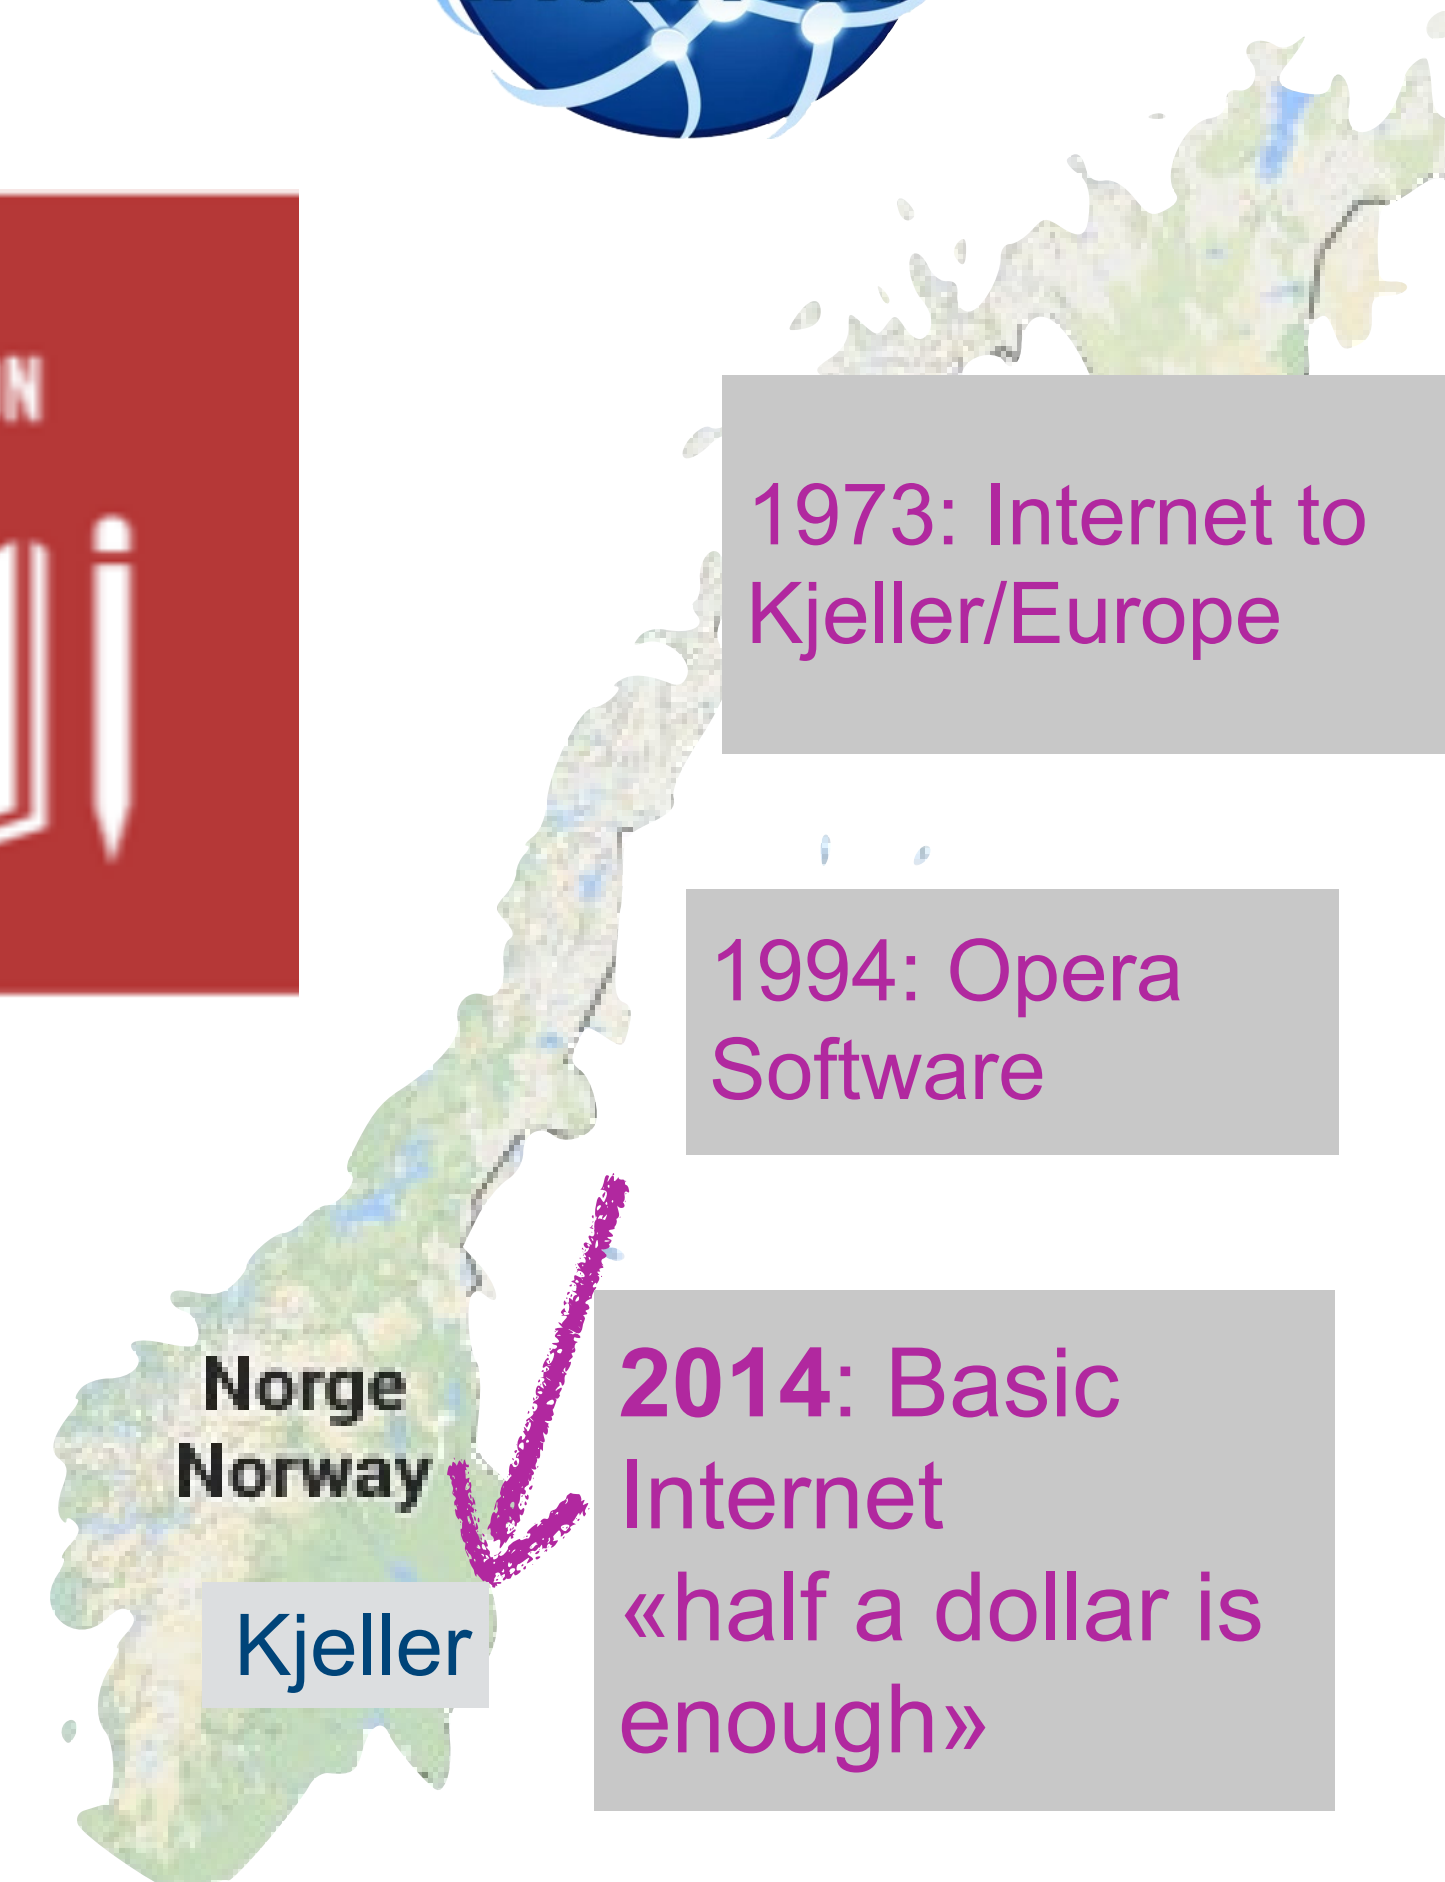 1973: Internet to
Kjeller/Europe
1994: Opera
Software
2014: Basic
Internet
«half a dollar is
enough»
Norge
Norway
Kjeller